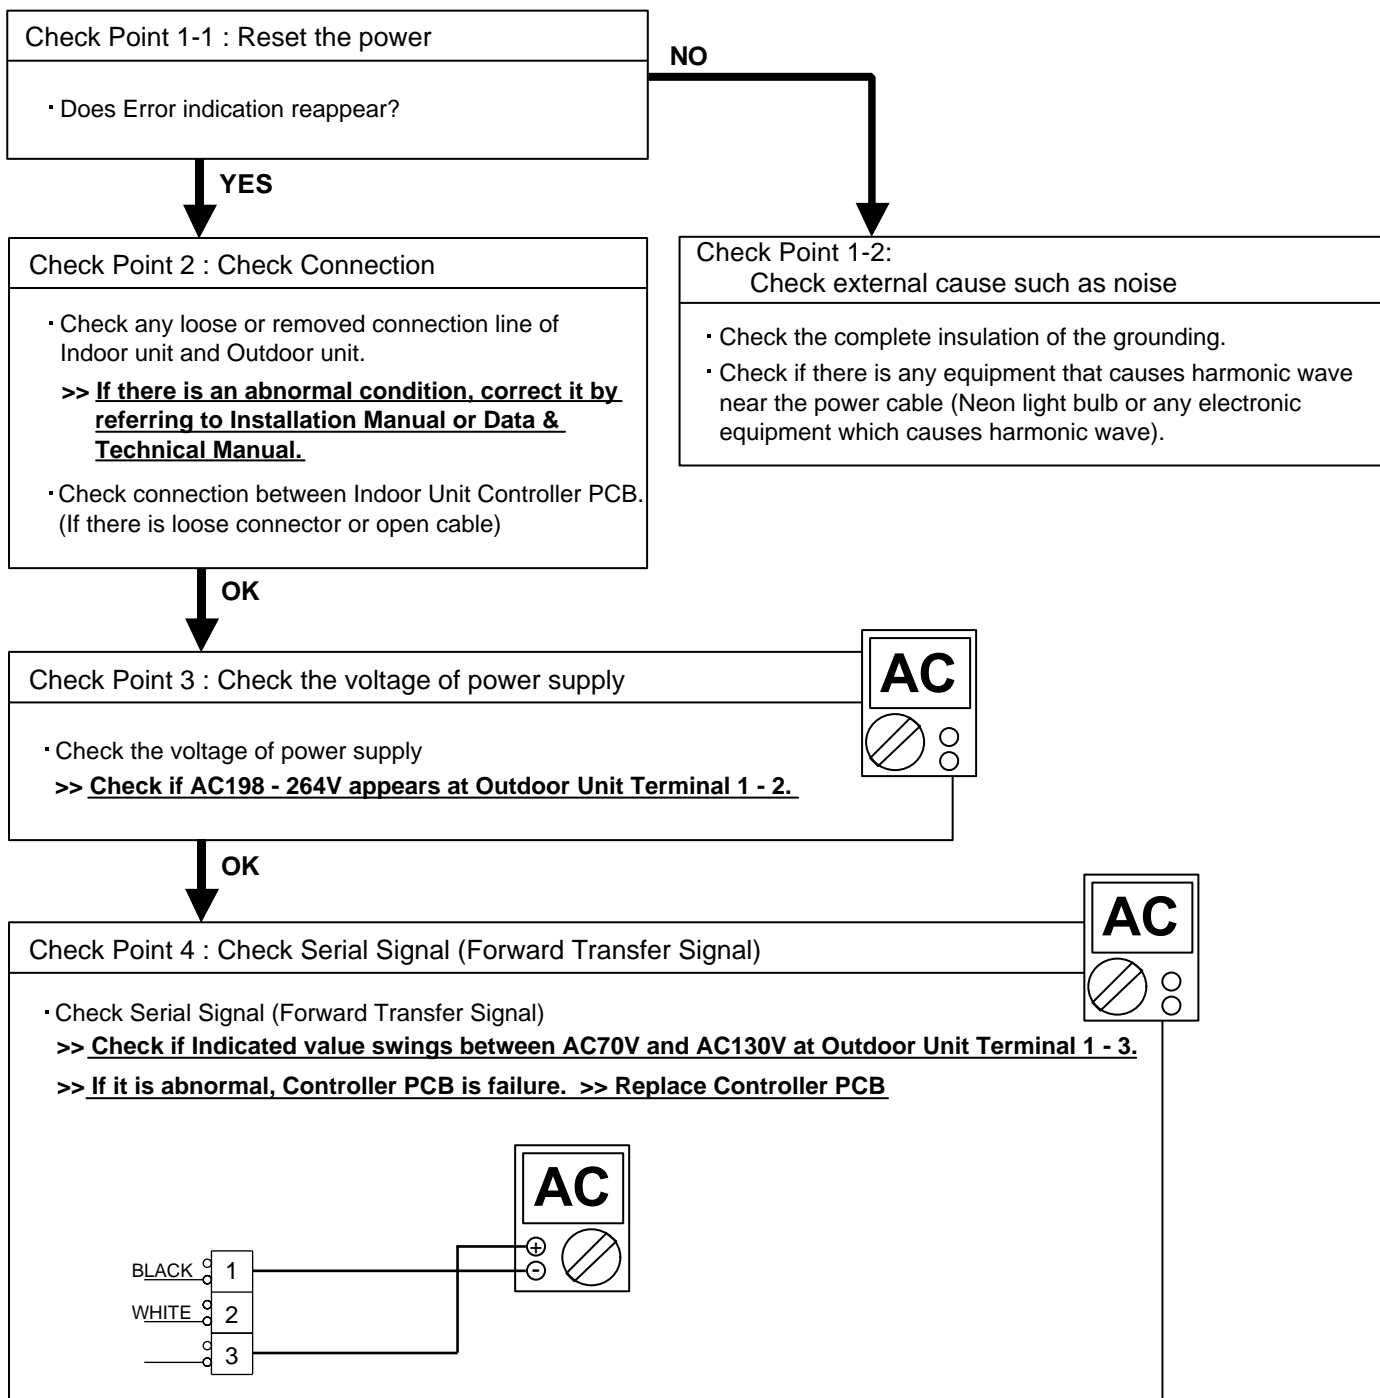 Check Point 1-1 : Reset the power
· Does Error indication reappear?
NO
YES
Check Point 2 : Check Connection
· Check any loose or removed connection line of
Indoor unit and Outdoor unit.
>> If there is an abnormal condition, correct it by
referring to Installation Manual or Data &
Technical Manual.
· Check connection between Indoor Unit Controller PCB.
(If there is loose connector or open cable)
Check Point 1-2:
Check external cause such as noise
· Check the complete insulation of the grounding.
· Check if there is any equipment that causes harmonic wave
near the power cable (Neon light bulb or any electronic
equipment which causes harmonic wave).
OK
Check Point 3 : Check the voltage of power supply
AC
· Check the voltage of power supply
>> Check if AC198 - 264V appears at Outdoor Unit Terminal 1 - 2.
OK
Check Point 4 : Check Serial Signal (Forward Transfer Signal)
AC
· Check Serial Signal (Forward Transfer Signal)
>> Check if Indicated value swings between AC70V and AC130V at Outdoor Unit Terminal 1 - 3.
>> If it is abnormal, Controller PCB is failure. >> Replace Controller PCB
AC
+
-
BLACK 1
WHITE 2
3